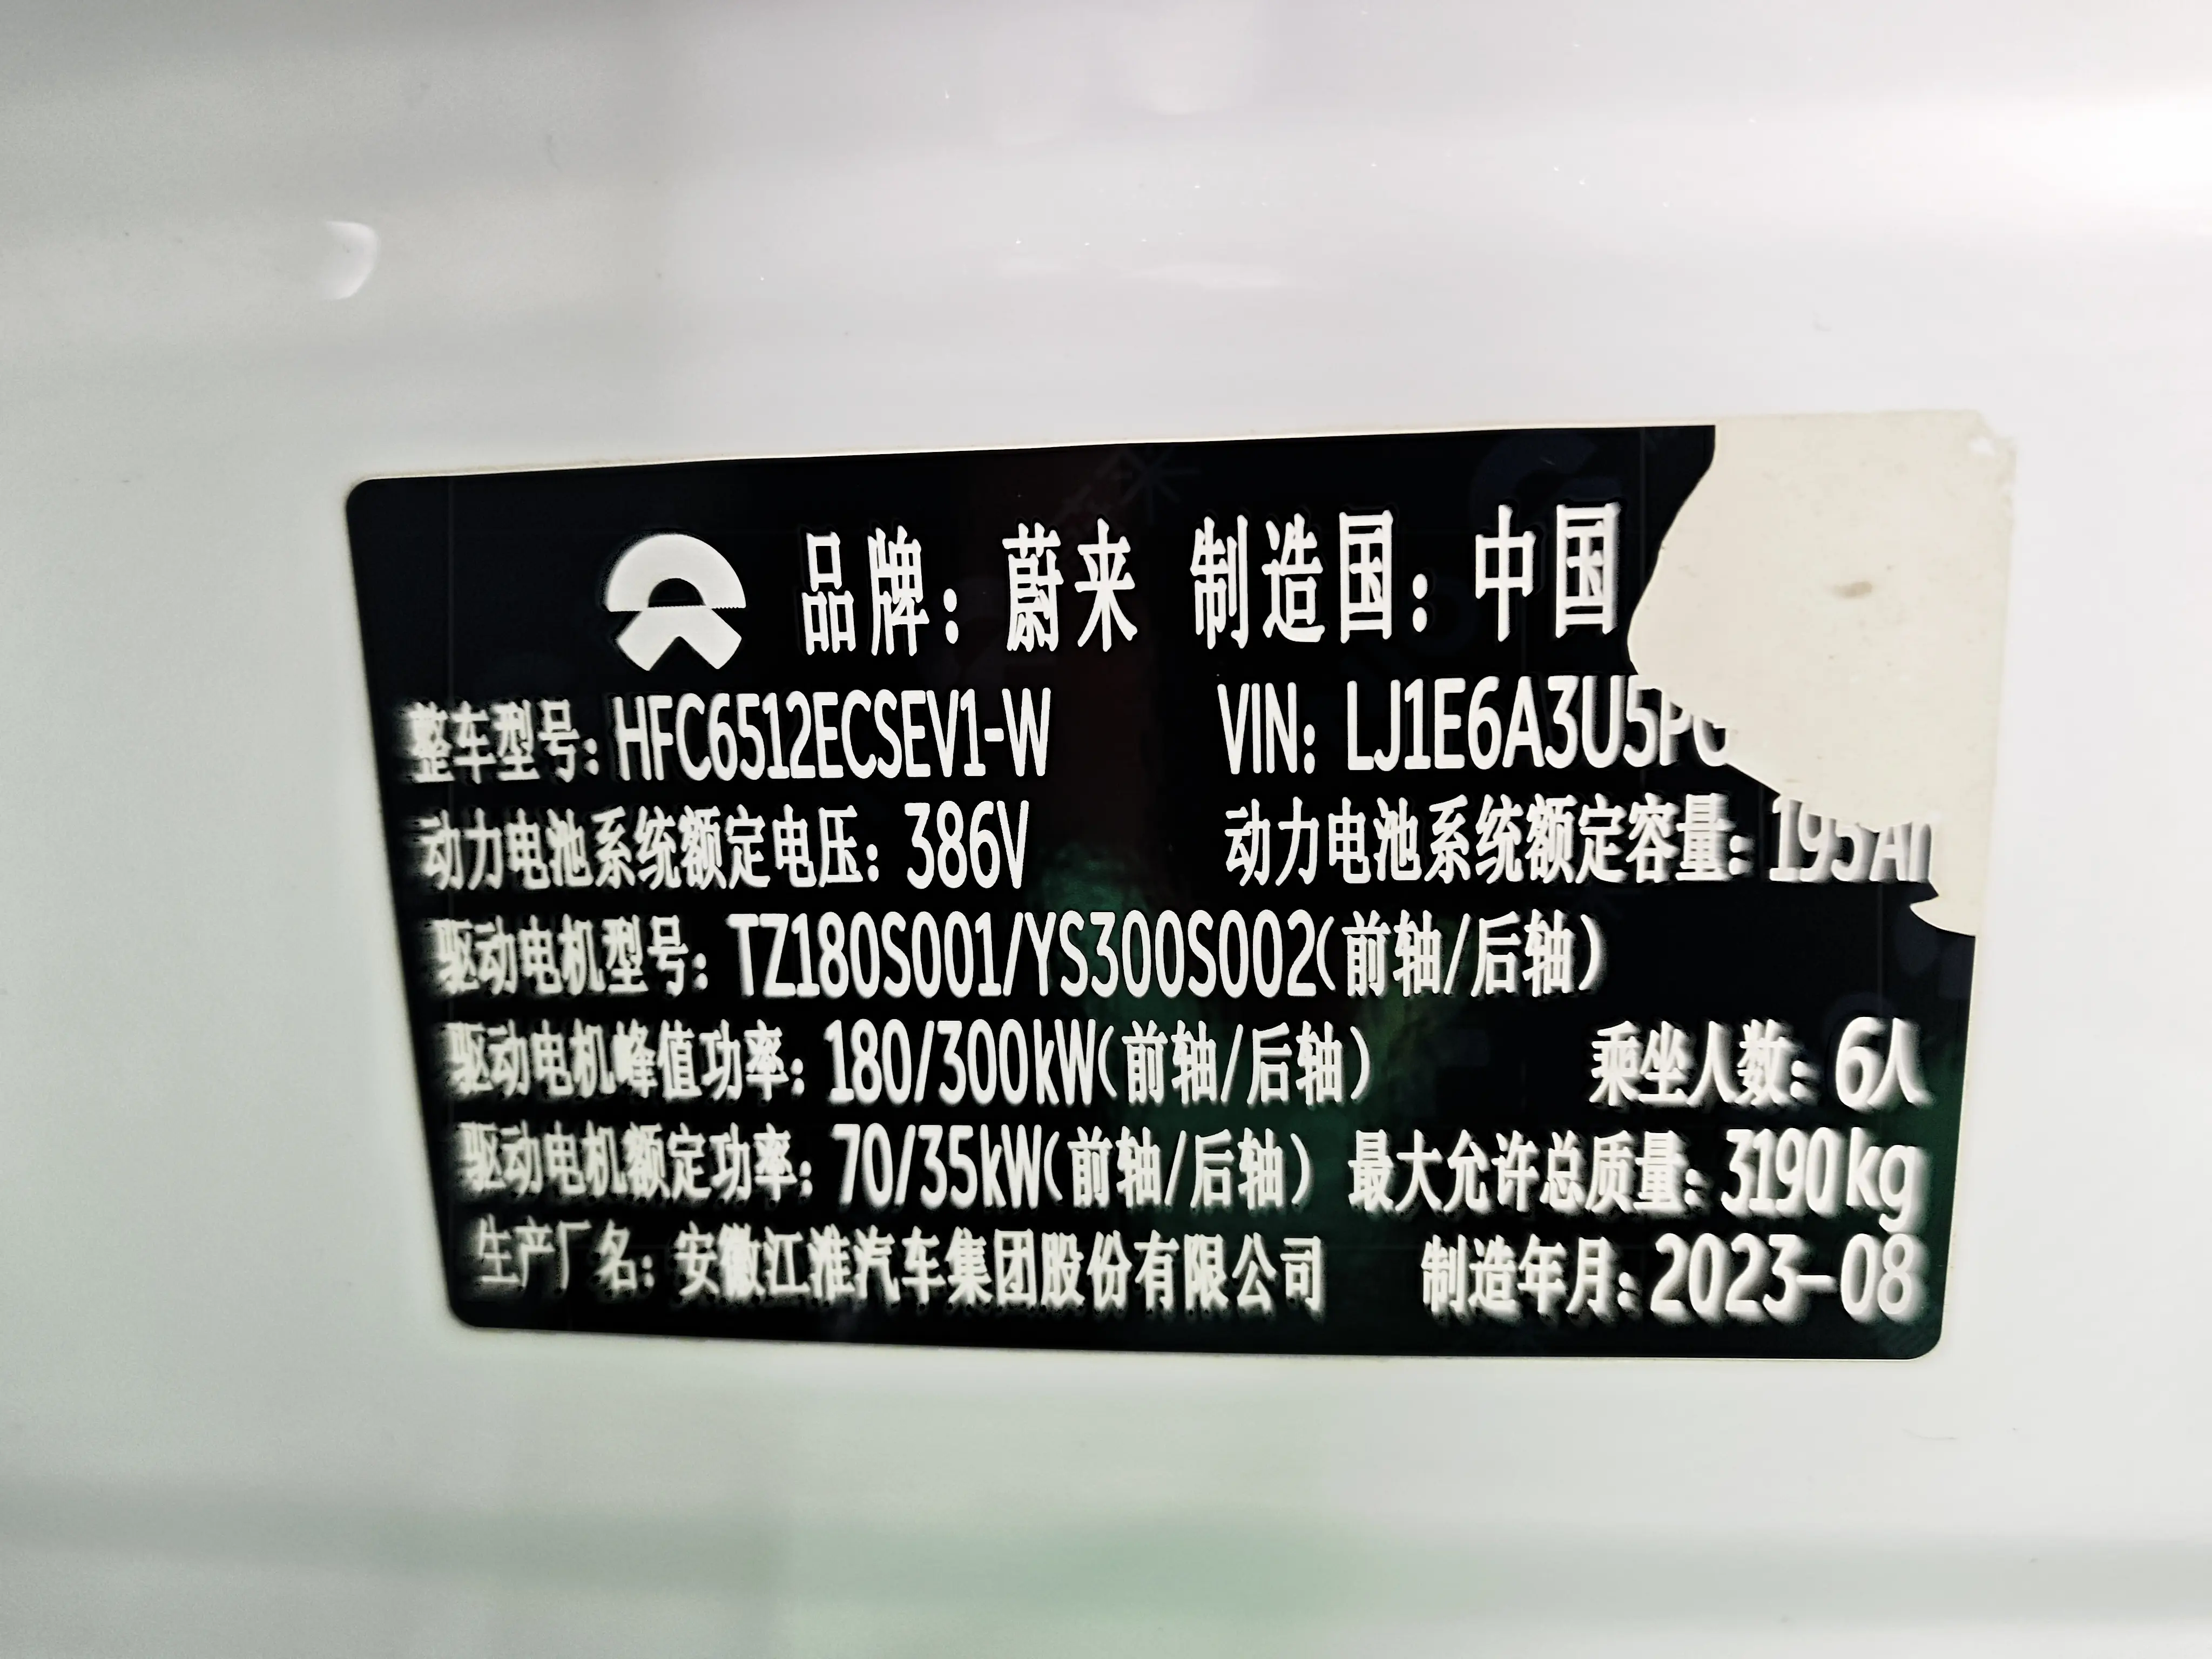 品牌：蔚来 制造国：中国
整车型号：HFC6512ECSEV1-W VIN：LJ1E6A3U5P
动力电池系统额定电压：386V 动力电池系统额定容量：195Ah
驱动电机型号：TZ180S001/YS300S002(前轴/后轴)
驱动电机峰值功率：180/300kW(前轴/后轴) 乘坐人数：6人
驱动电机额定功率：70/35kW(前轴/后轴) 最大允许总质量：3190kg
生产厂名：安徽江淮汽车集团股份有限公司 制造年月：2023-08